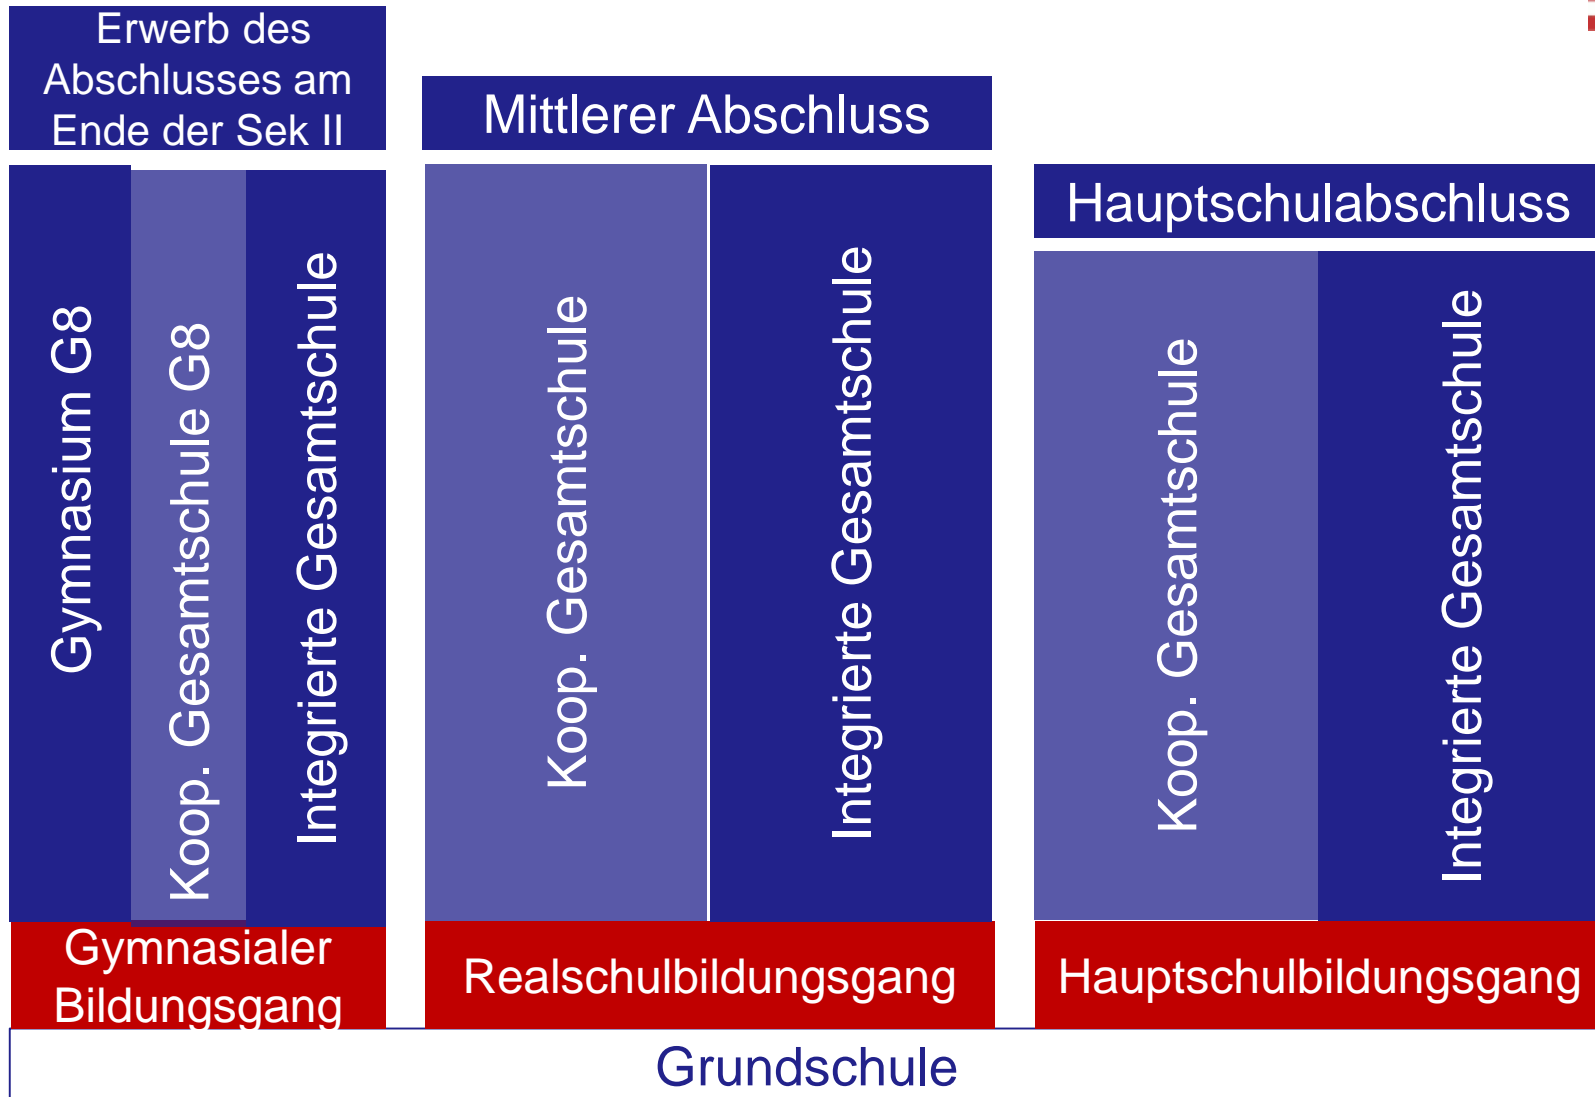 Erwerb des
Abschlusses am
Ende der Sek II
Mittlerer Abschluss
Hauptschulabschluss
Gymnasium G8
Koop. Gesamtschule G8
Integrierte Gesamtschule
Koop. Gesamtschule
Integrierte Gesamtschule
Koop. Gesamtschule
Integrierte Gesamtschule
Gymnasialer
Bildungsgang
Realschulbildungsgang
Hauptschulbildungsgang
Grundschule